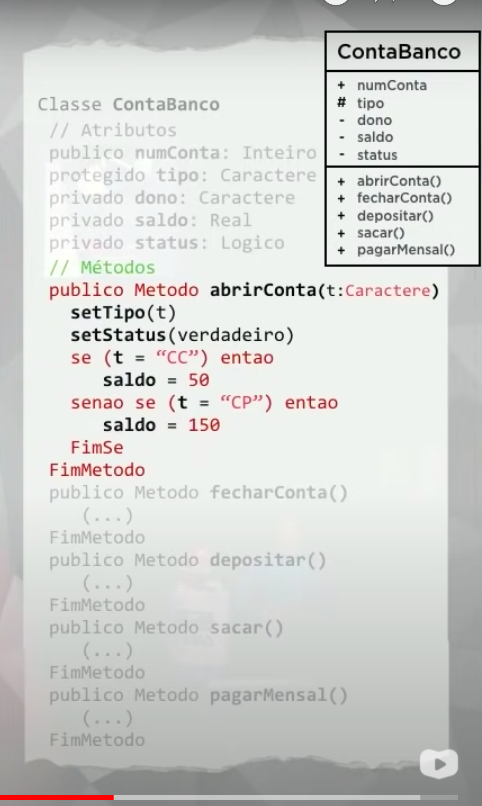 ContaBanco
+ numConta
# tipo
- dono
- saldo
- status
+ abrirConta()
+ fecharConta()
+ depositar()
+ sacar()
+ pagarMensal()
Classe ContaBanco
// Atributos
publico numConta: Inteiro
protegido tipo: Caractere
privado dono: Caractere
privado saldo: Real
privado status: Logico
// Métodos
publico Metodo abrirConta(t:Caractere)
setTipo(t)
setStatus(verdadeiro)
se (t = “CC”) entao
saldo = 50
senao se (t = “CP”) entao
saldo = 150
FimSe
FimMetodo
publico Metodo fecharConta()
(...)
FimMetodo
publico Metodo depositar()
(...)
FimMetodo
publico Metodo sacar()
(...)
FimMetodo
publico Metodo pagarMensal()
(...)
FimMetodo